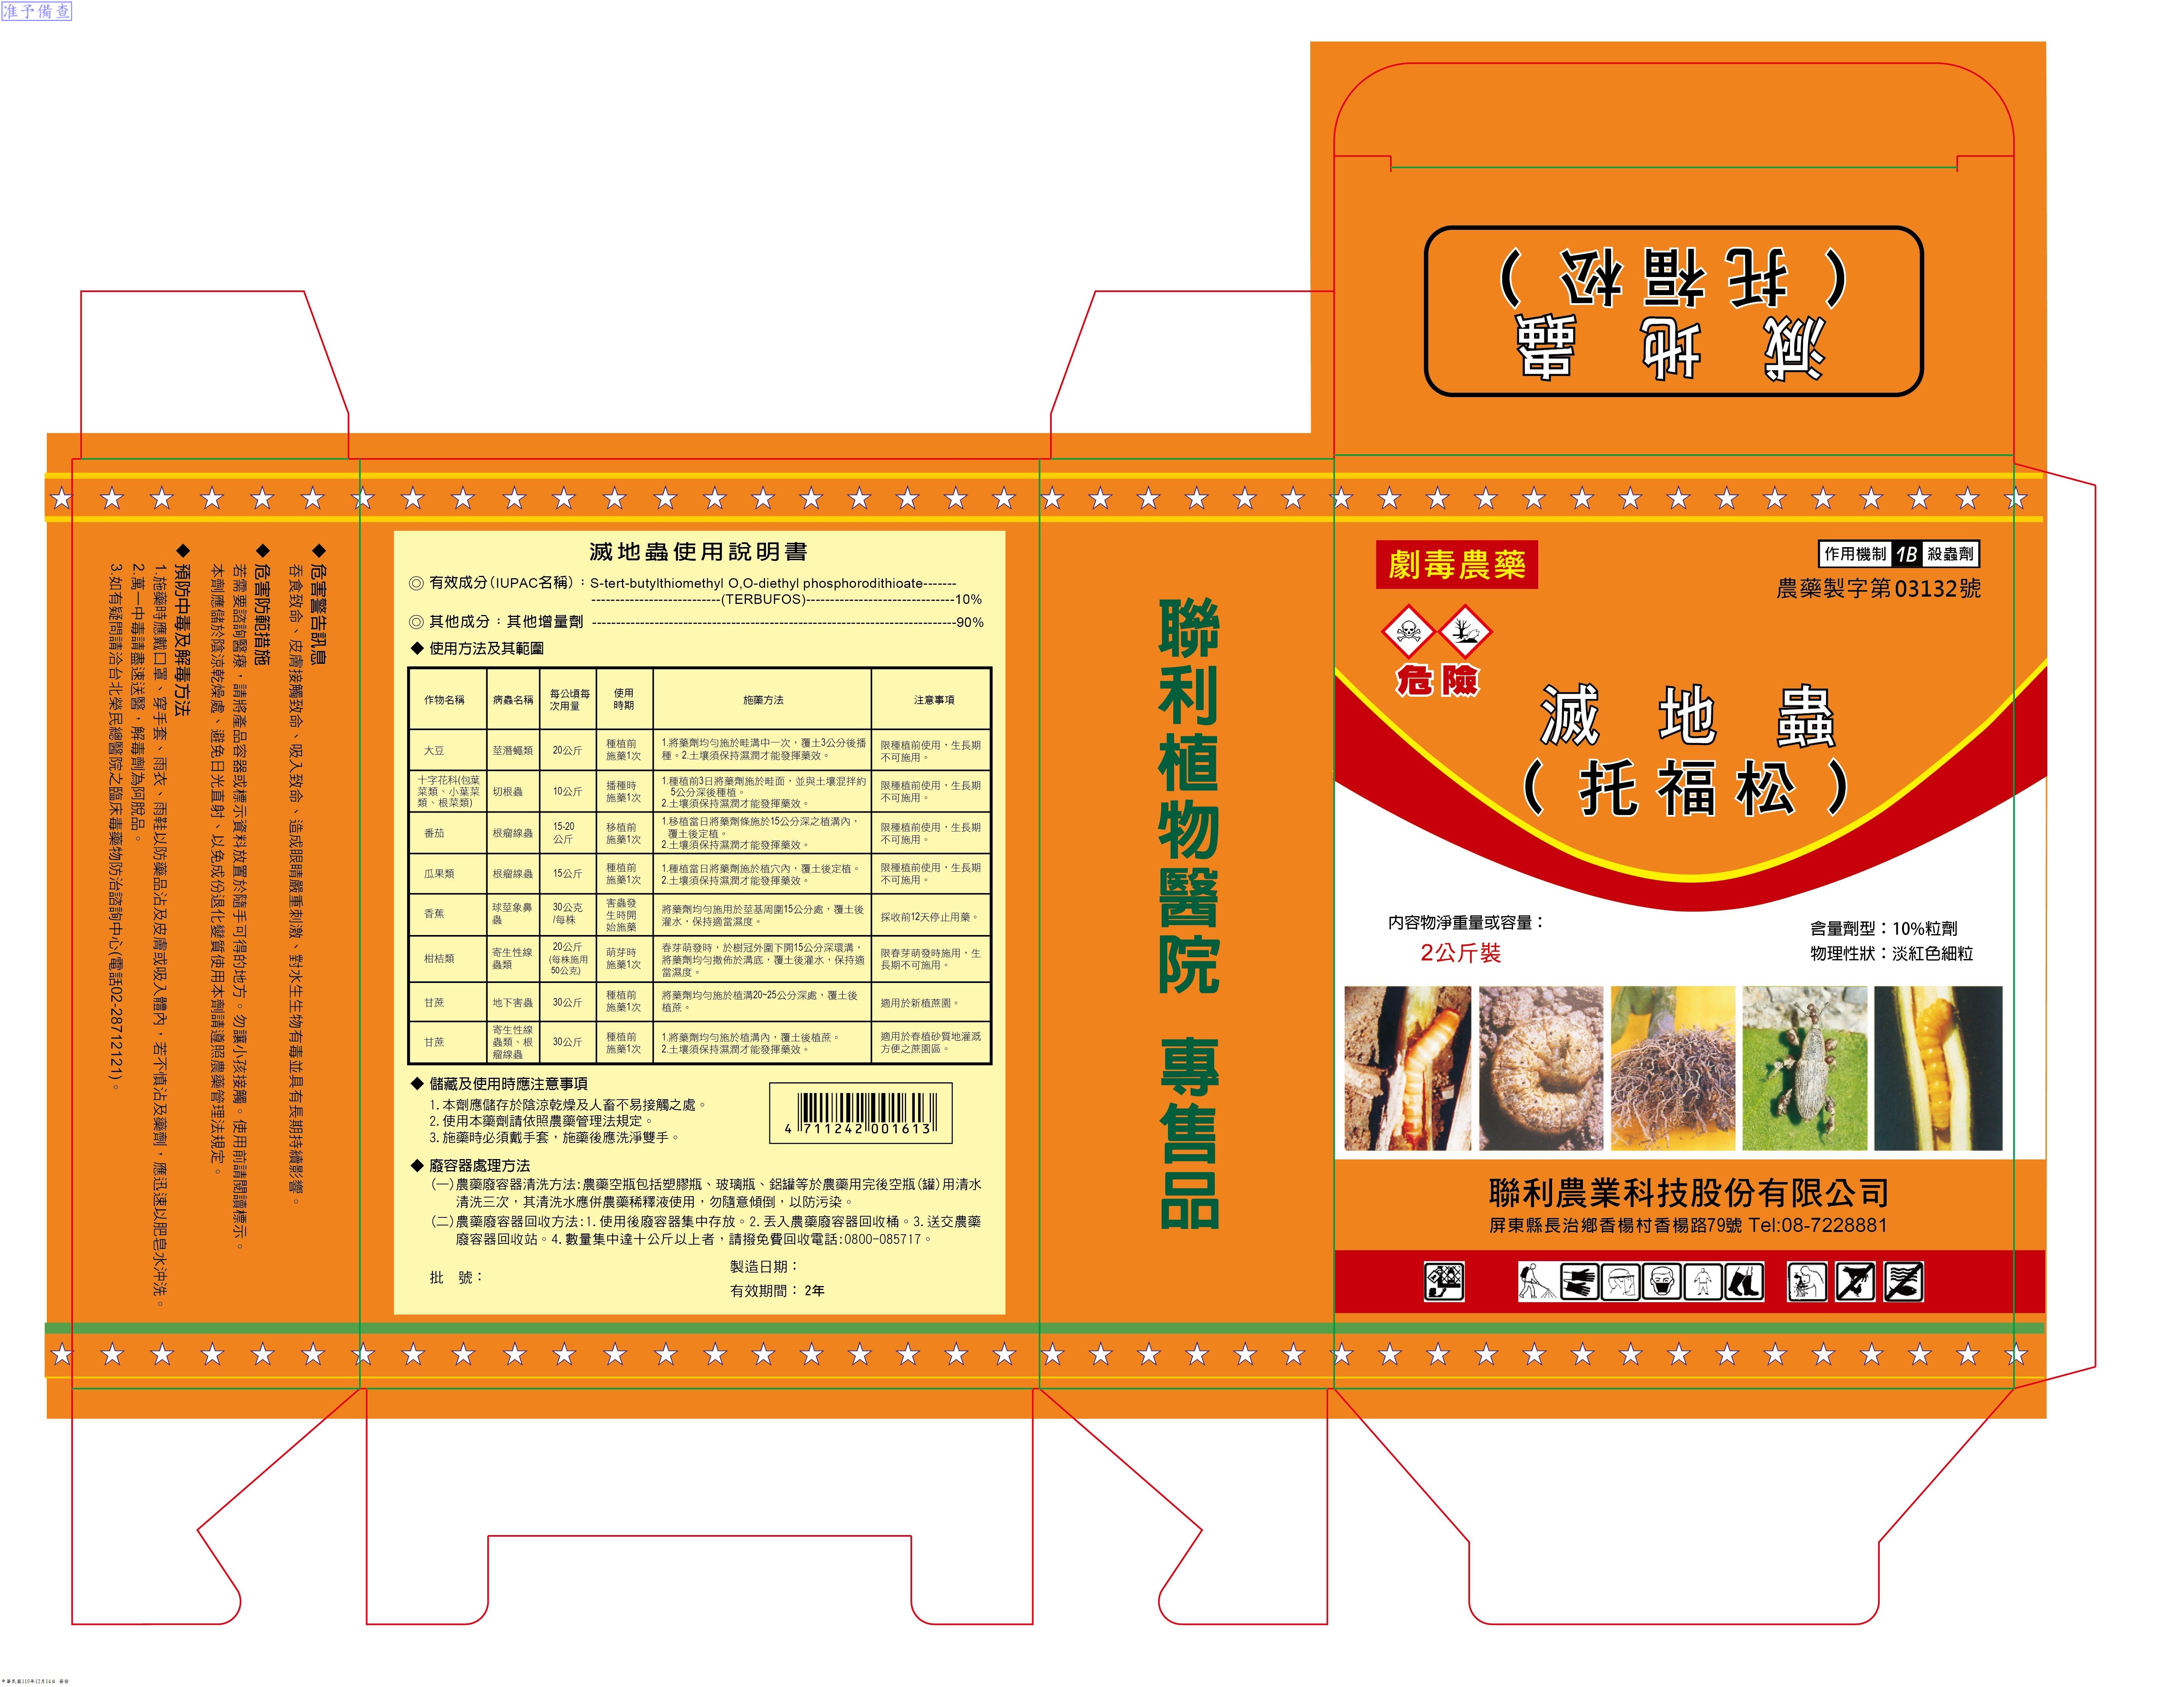 准予備查
滅地蟲
(托福松)
◆ 危害警告訊息
吞食致命、皮膚接觸致命、吸入致命、造成眼睛嚴重刺激、對水生生物有毒並具有長期持續影響。
◆ 危害防範措施
若需要諮詢醫療，請將產品容器或標示資料放置於隨手可得的地方。勿讓小孩接觸。使用前請閱讀標示。
本劑應儲於陰涼乾燥處、避免日光直射、以免成份退化變質使用本劑請遵照農藥管理法規定。
◆ 預防中毒及解毒方法
1.施藥時應戴口罩、穿手套、雨衣、雨鞋以防藥品沾及皮膚或吸入體內，若不慎沾及藥劑，應迅速以肥皂水沖洗。
2.萬一中毒請盡速送醫，解毒劑為阿脫品。
3.如有疑問請洽台北榮民總醫院之臨床毒藥物防治諮詢中心(電話02-28712121)。
滅地蟲使用說明書
◎ 有效成分(IUPAC名稱)：S-tert-butylthiomethyl O,O-diethyl phosphorodithioate-------
---------------------------(TERBUFOS)-------------------------------10%
◎ 其他成分：其他增量劑 ----------------------------------------------------------------------------90%
◆ 使用方法及其範圍
作物名稱 病蟲名稱 每公頃每次用量 使用時期 施藥方法 注意事項
大豆 莖潛蠅類 20公斤 種植前施藥1次 1.將藥劑均勻施於畦溝中一次，覆土3公分後播種。2.土壤須保持濕潤才能發揮藥效。 限種植前使用，生長期不可施用。
十字花科(包葉菜類、小葉菜類、根菜類) 切根蟲 10公斤 播種時施藥1次 1.種植前3日將藥劑施於畦面，並與土壤混拌約5公分深後種植。2.土壤須保持濕潤才能發揮藥效。 限種植前使用，生長期不可施用。
番茄 根瘤線蟲 15-20公斤 移植前施藥1次 1.移植當日將藥劑條施於15公分深之植溝內，覆土後定植。2.土壤須保持濕潤才能發揮藥效。 限種植前使用，生長期不可施用。
瓜果類 根瘤線蟲 15公斤 種植前施藥1次 1.種植當日將藥劑施於植穴內，覆土後定植。2.土壤須保持濕潤才能發揮藥效。 限種植前使用，生長期不可施用。
香蕉 球莖象鼻蟲 30公克/每株 害蟲發生時開始施藥 將藥劑均勻施用於莖基周圍15公分處，覆土後灌水，保持適當濕度。 採收前12天停止用藥。
柑桔類 寄生性線蟲類 20公斤(每株施用50公克) 萌芽時施藥1次 春芽萌發時，於樹冠外圍下開15公分深環溝，將藥劑均勻撒佈於溝底，覆土後灌水，保持適當濕度。 限春芽萌發時施用，生長期不可施用。
甘蔗 地下害蟲 30公斤 種植前施藥1次 將藥劑均勻施於植溝20~25公分深處，覆土後植蔗。 適用於新植蔗園。
甘蔗 寄生性線蟲類、根瘤線蟲 30公斤 種植前施藥1次 1.將藥劑均勻施於植溝內，覆土後植蔗。2.土壤須保持濕潤才能發揮藥效。 適用於春植砂質地灌溉方便之蔗園區。
◆ 儲藏及使用時應注意事項
1.本劑應儲存於陰涼乾燥及人畜不易接觸之處。
2.使用本藥劑請依照農藥管理法規定。
3.施藥時必須戴手套，施藥後應洗淨雙手。
4 711242 001613
◆ 廢容器處理方法
(一)農藥廢容器清洗方法:農藥空瓶包括塑膠瓶、玻璃瓶、鋁罐等於農藥用完後空瓶(罐)用清水
清洗三次，其清洗水應併農藥稀釋液使用，勿隨意傾倒，以防污染。
(二)農藥廢容器回收方法:1.使用後廢容器集中存放。2.丟入農藥廢容器回收桶。3.送交農藥
廢容器回收站。4.數量集中達十公斤以上者，請撥免費回收電話:0800-085717。
批 號：
製造日期：
有效期間：2年
聯利植物醫院 專售品
劇毒農藥
作用機制 1B 殺蟲劑
農藥製字第03132號
危險
滅地蟲
(托福松)
內容物淨重量或容量：
2公斤裝
含量劑型：10%粒劑
物理性狀：淡紅色細粒
聯利農業科技股份有限公司
屏東縣長治鄉香楊村香楊路79號 Tel:08-7228881
中華民國110年12月14日